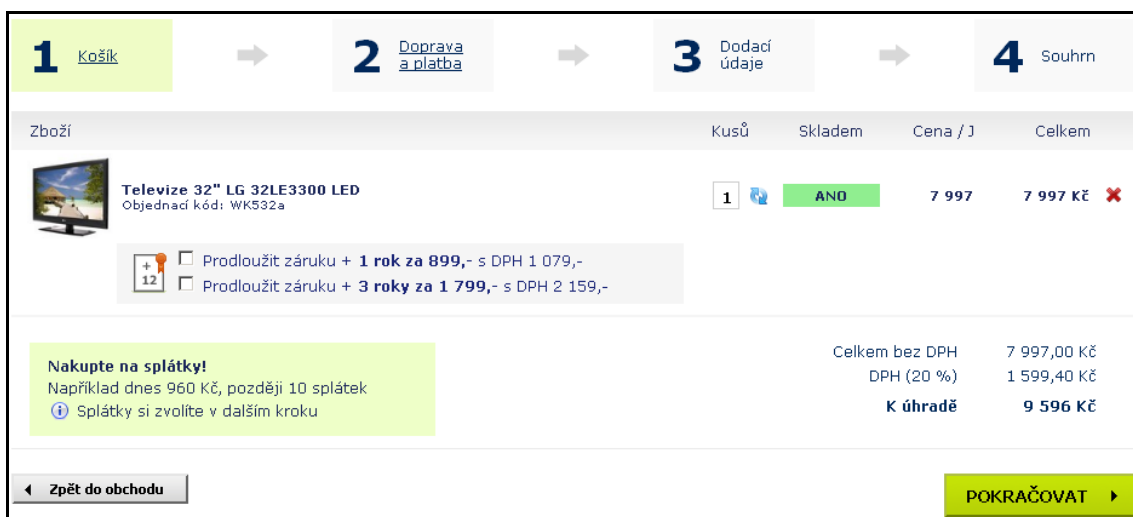 1 Košík
2 Doprava
a platba
3 Dodací
údaje
4 Souhrn
Zboží Kusů Skladem Cena / J Celkem
Televize 32" LG 32LE3300 LED
Objednací kód: WK532a
1 ANO 7 997 7 997 Kč
+
12
Prodloužit záruku + 1 rok za 899,- s DPH 1 079,-
Prodloužit záruku + 3 roky za 1 799,- s DPH 2 159,-
Nakupte na splátky!
Například dnes 960 Kč, později 10 splátek
Splátky si zvolíte v dalším kroku
Celkem bez DPH 7 997,00 Kč
DPH (20 %) 1 599,40 Kč
K úhradě 9 596 Kč
Zpět do obchodu
POKRAČOVAT